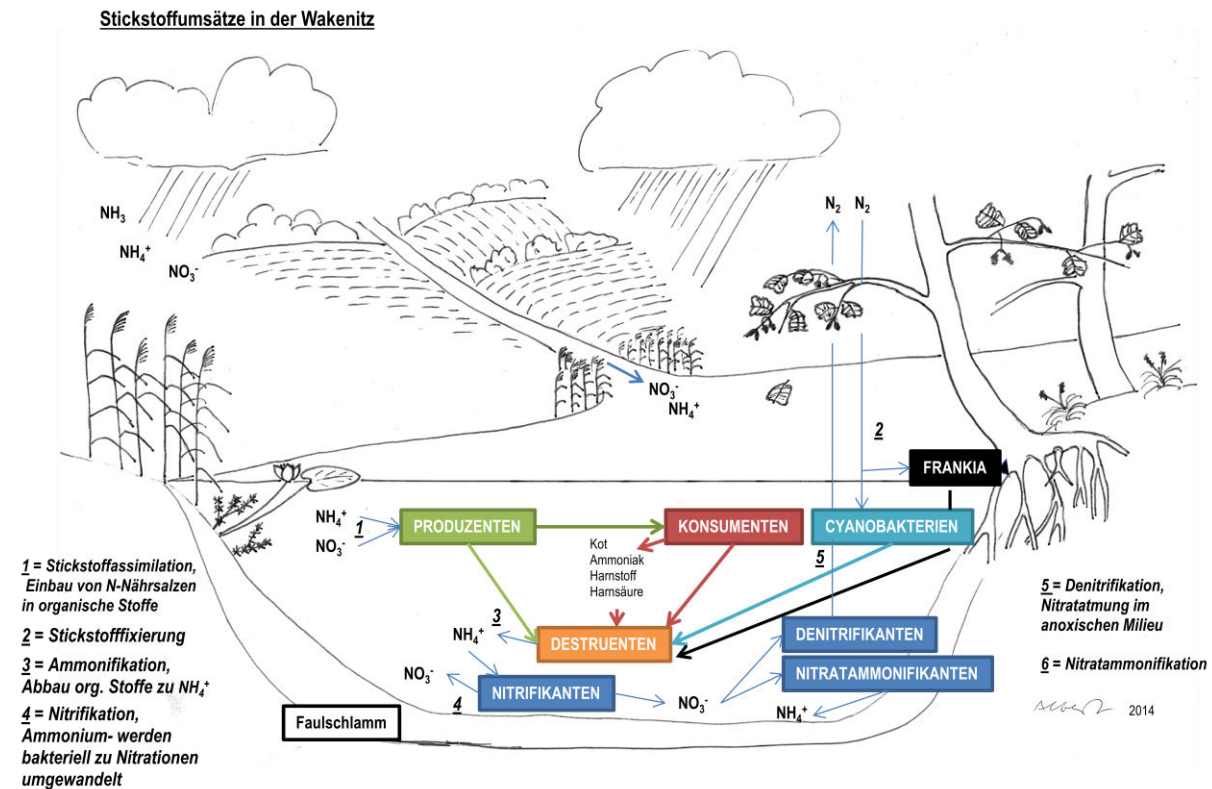 Stickstoffumsätze in der Wakenitz
NH₃
NH₄⁺
NO₃⁻
N₂ N₂
NO₃⁻
NH₄⁺
2
FRANKIA
NH₄⁺
NO₃⁻
1
PRODUZENTEN
KONSUMENTEN
CYANOBAKTERIEN
Kot
Ammoniak
Harnstoff
Harnsäure
5
3
NH₄⁺
DESTRUENTEN
DENITRIFIKANTEN
NITRATAMMONIFIKANTEN
NO₃⁻
4
NITRIFIKANTEN
NO₃⁻
NH₄⁺
Faulschlamm
1 = Stickstoffassimilation,
Einbau von N-Nährsalzen
in organische Stoffe
2 = Stickstofffixierung
3 = Ammonifikation,
Abbau org. Stoffe zu NH₄⁺
4 = Nitrifikation,
Ammonium- werden
bakteriell zu Nitrationen
umgewandelt
5 = Denitrifikation,
Nitratatmung im
anoxischen Milieu
6 = Nitratammonifikation
2014